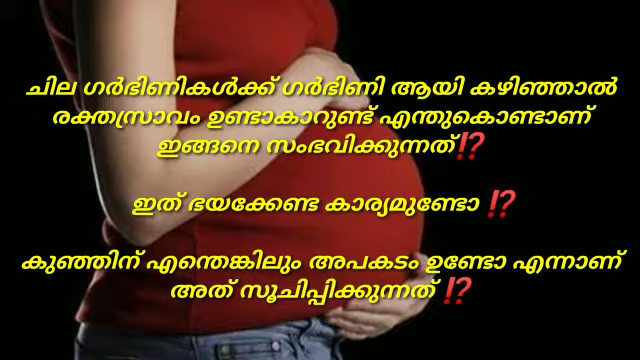 ചില ഗർഭിണികൾക്ക് ഗർഭിണി ആയി കഴിഞ്ഞാൽ
രക്തസ്രാവം ഉണ്ടാകാറുണ്ട് എന്തുകൊണ്ടാണ്
ഇങ്ങനെ സംഭവിക്കുന്നത്⁉️
ഇത് ഭയക്കേണ്ട കാര്യമുണ്ടോ ⁉️
കുഞ്ഞിന് എന്തെങ്കിലും അപകടം ഉണ്ടോ എന്നാണ്
അത് സൂചിപ്പിക്കുന്നത് ⁉️